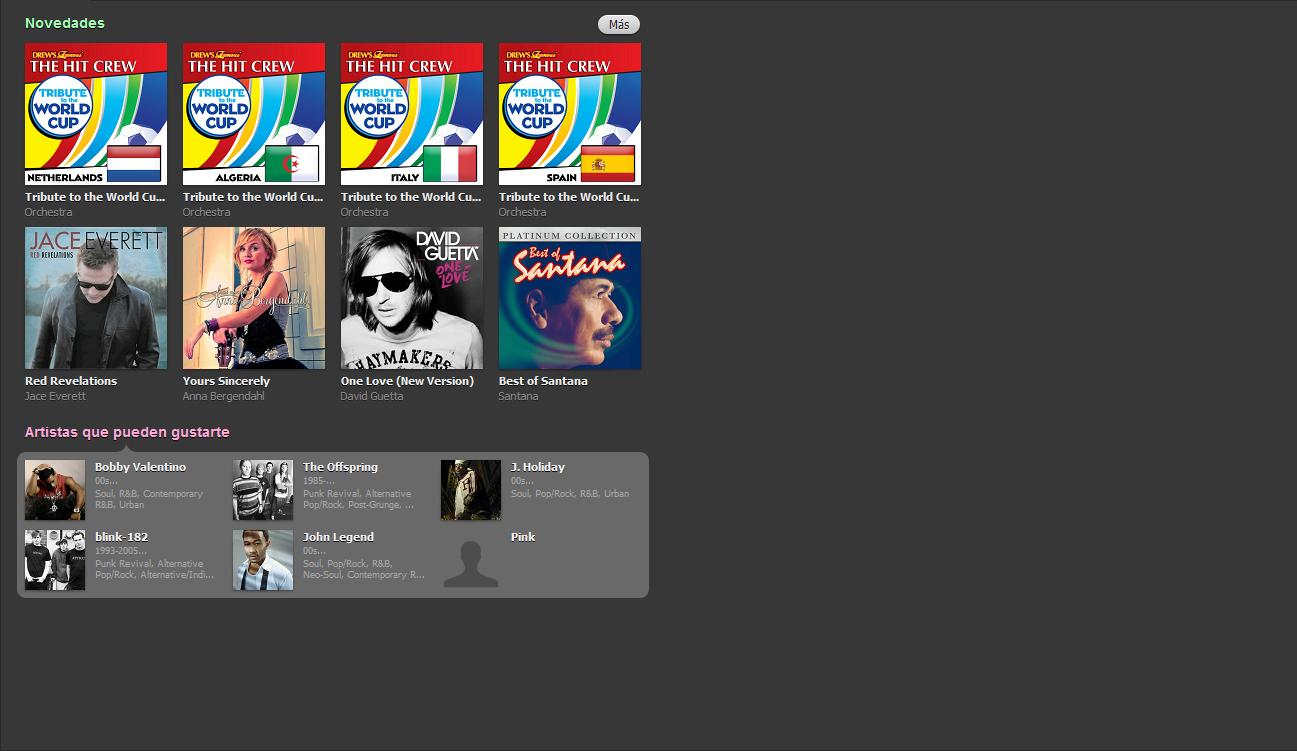 Novedades
Más
DREW'S Famous
THE HIT CREW
TRIBUTE
to the
WORLD
CUP
NETHERLANDS
DREW'S Famous
THE HIT CREW
TRIBUTE
to the
WORLD
CUP
ALGERIA
DREW'S Famous
THE HIT CREW
TRIBUTE
to the
WORLD
CUP
ITALY
DREW'S Famous
THE HIT CREW
TRIBUTE
to the
WORLD
CUP
SPAIN
Tribute to the World Cu...
Orchestra
Tribute to the World Cu...
Orchestra
Tribute to the World Cu...
Orchestra
Tribute to the World Cu...
Orchestra
JACE EVERETT
RED REVELATIONS
Anna Bergendahl
DAVID
GUETTA
ONE
LOVE
HAYMAKERS
PLATINUM COLLECTION
Best of
Santana
Red Revelations
Jace Everett
Yours Sincerely
Anna Bergendahl
One Love (New Version)
David Guetta
Best of Santana
Santana
Artistas que pueden gustarte
Bobby Valentino
00s...
Soul, R&B, Contemporary
R&B, Urban
The Offspring
1985-...
Punk Revival, Alternative
Pop/Rock, Post-Grunge, ...
J. Holiday
00s...
Soul, Pop/Rock, R&B, Urban
blink-182
1993-2005...
Punk Revival, Alternative
Pop/Rock, Alternative/Indi...
John Legend
00s...
Soul, Pop/Rock, R&B,
Neo-Soul, Contemporary R...
Pink